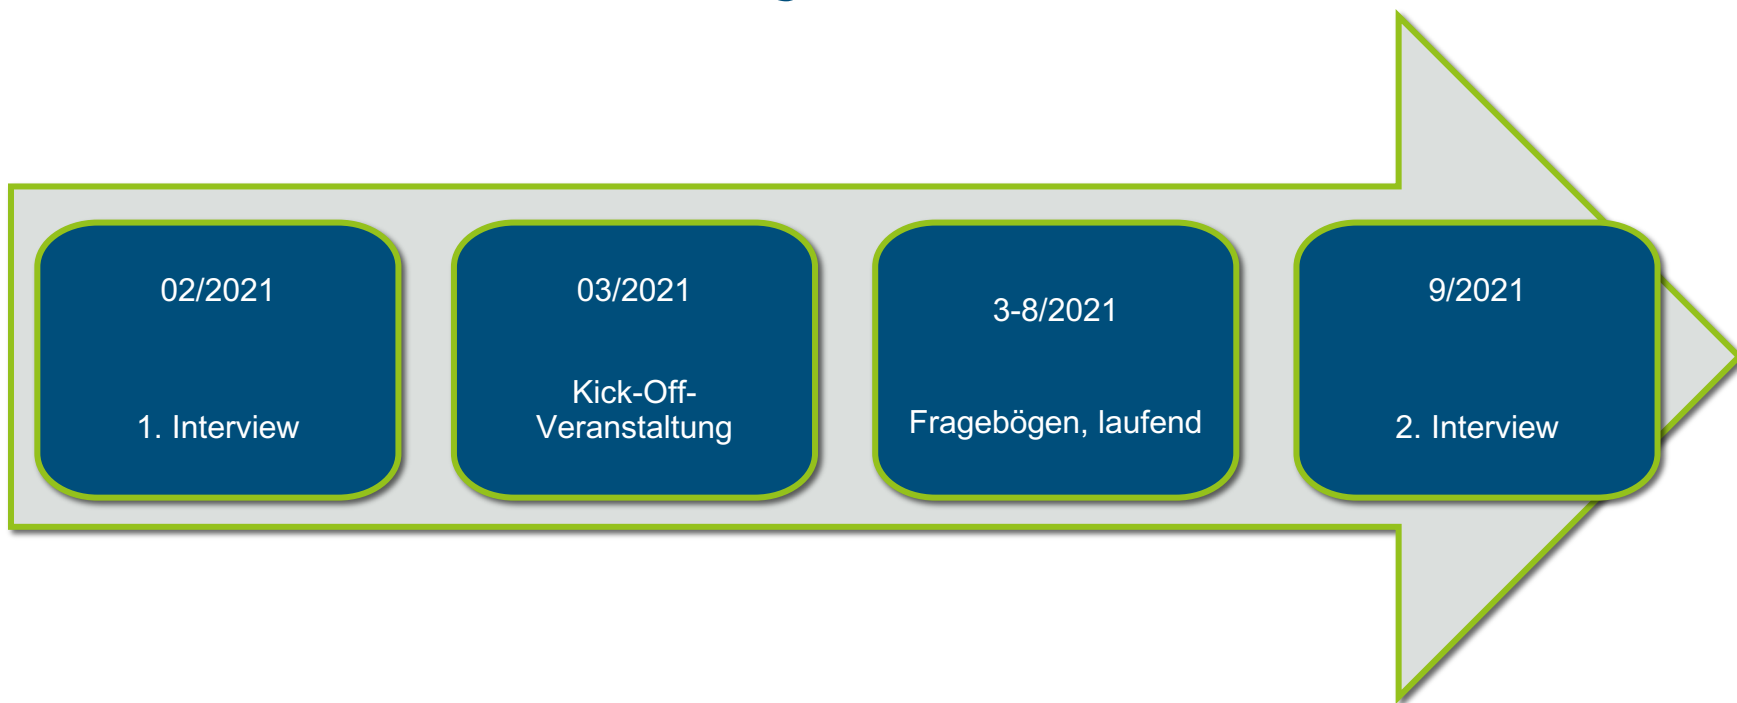 02/2021
1. Interview
03/2021
Kick-Off-
Veranstaltung
3-8/2021
Fragebögen, laufend
9/2021
2. Interview